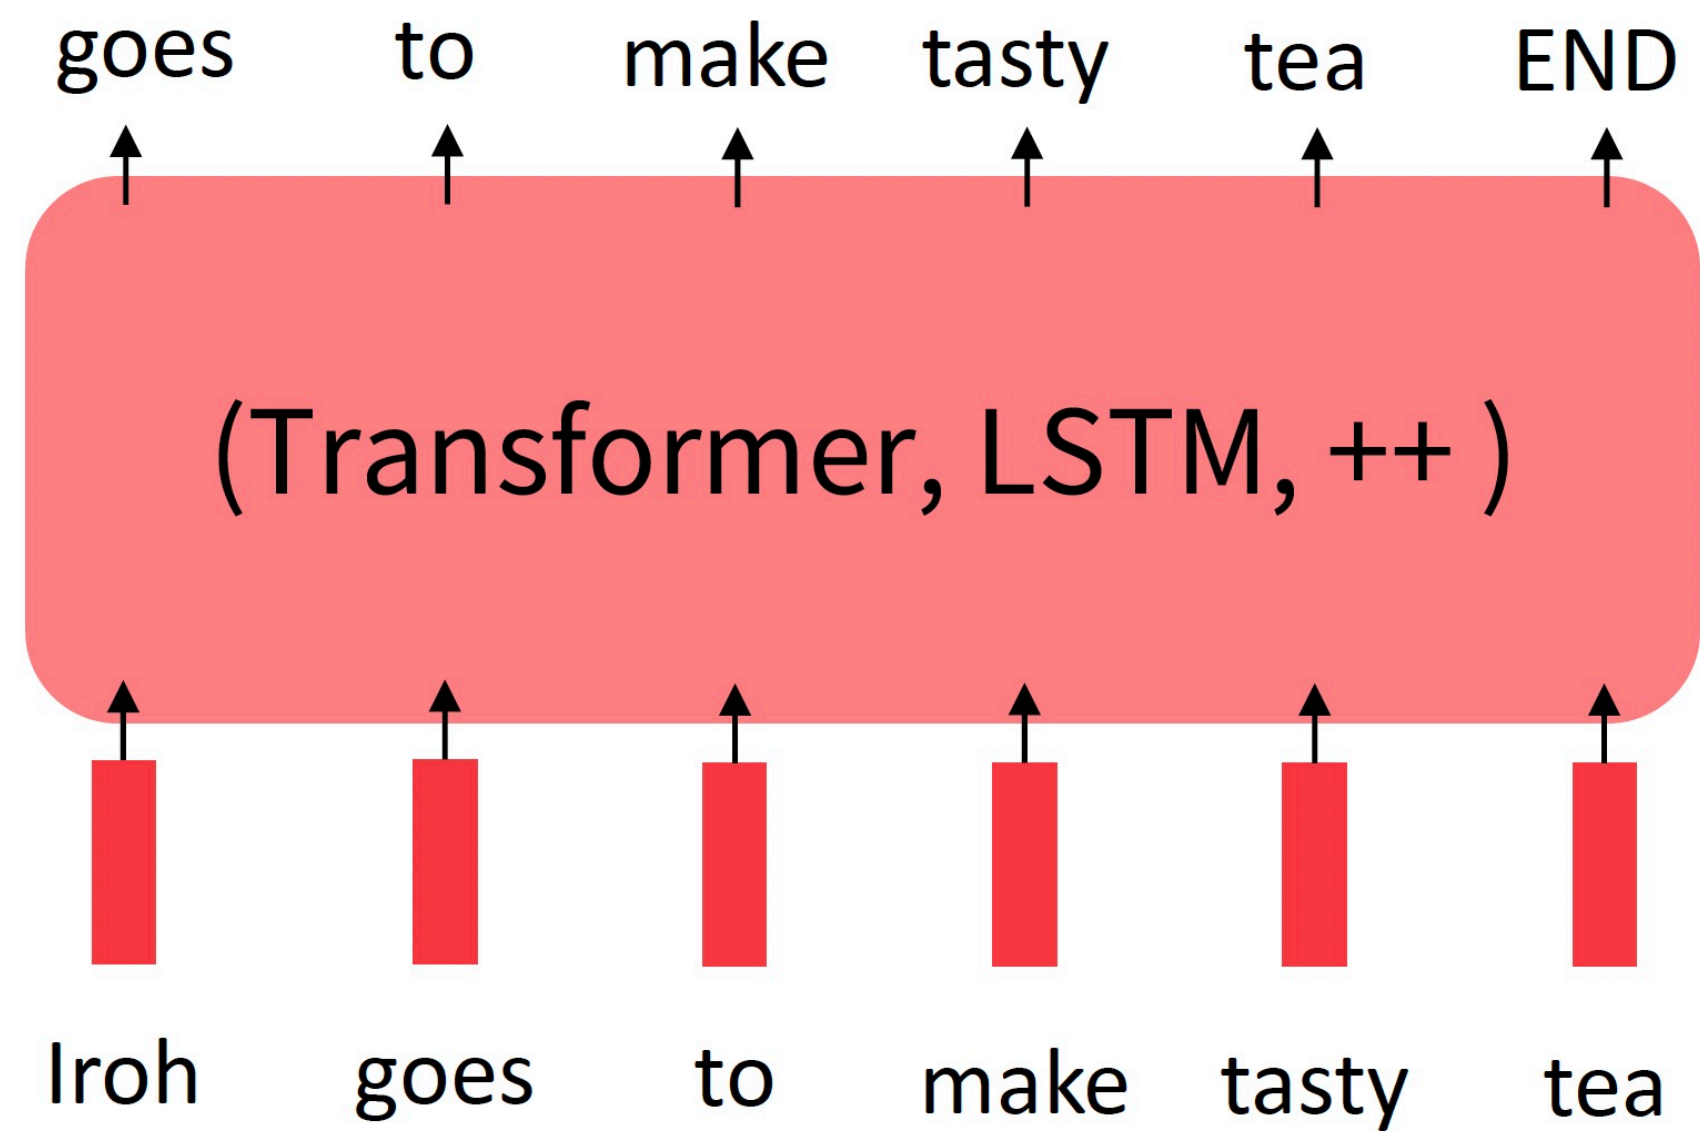 goes to make tasty tea END
(Transformer, LSTM, ++ )
Iroh goes to make tasty tea